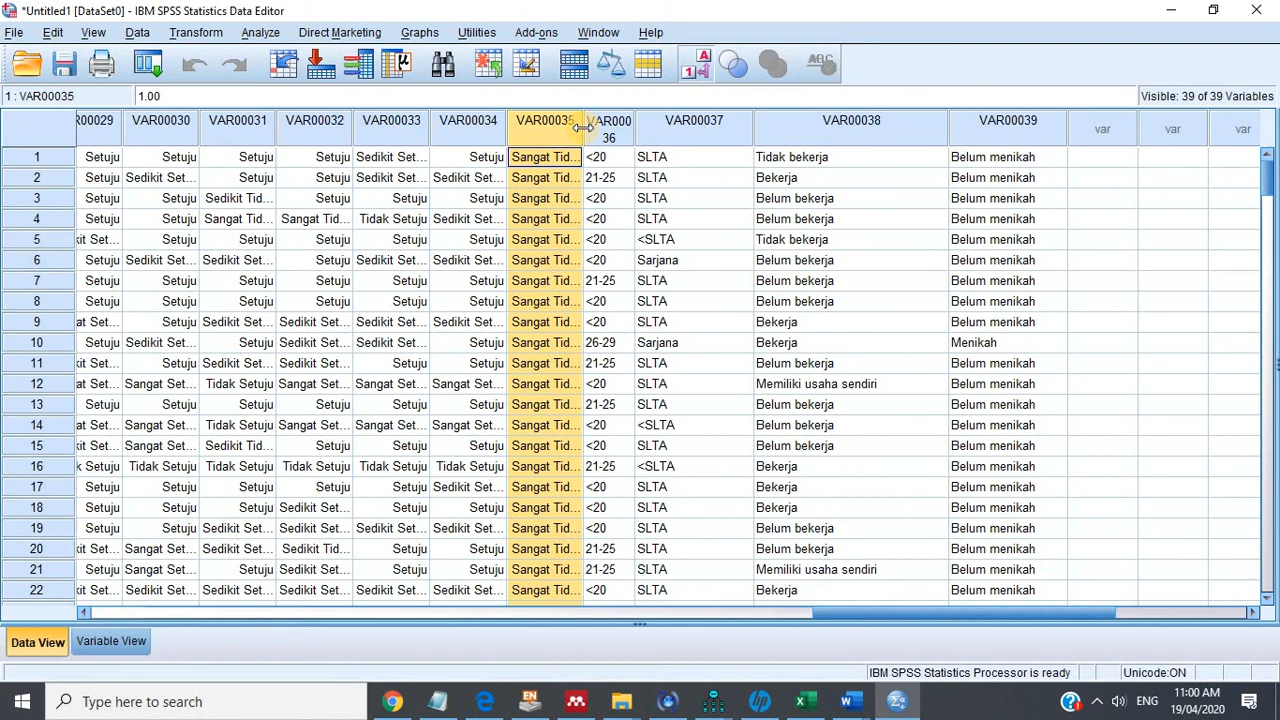 *Untitled1 [DataSet0] - IBM SPSS Statistics Data Editor
File Edit View Data Transform Analyze Direct Marketing Graphs Utilities Add-ons Window Help
1 : VAR00035 1.00 Visible: 39 of 39 Variables
R00029 VAR00030 VAR00031 VAR00032 VAR00033 VAR00034 VAR00035 VAR000 36 VAR00037 VAR00038 VAR00039 var var var
1 Setuju Setuju Setuju Setuju Sedikit Set... Setuju Sangat Tid... <20 SLTA Tidak bekerja Belum menikah
2 Setuju Sedikit Set... Setuju Setuju Sedikit Set... Sedikit Set... Sangat Tid... 21-25 SLTA Bekerja Belum menikah
3 Setuju Setuju Sedikit Tid... Setuju Setuju Setuju Sangat Tid... <20 SLTA Belum bekerja Belum menikah
4 Setuju Setuju Sangat Tid... Sangat Tid... Tidak Setuju Sedikit Set... Sangat Tid... <20 SLTA Belum bekerja Belum menikah
5 kit Set... Setuju Setuju Setuju Setuju Setuju Sangat Tid... <20 <SLTA Tidak bekerja Belum menikah
6 Setuju Sedikit Set... Sedikit Set... Setuju Sedikit Set... Sedikit Set... Sangat Tid... <20 Sarjana Belum bekerja Belum menikah
7 Setuju Setuju Setuju Setuju Setuju Setuju Sangat Tid... 21-25 SLTA Belum bekerja Belum menikah
8 Setuju Setuju Setuju Setuju Setuju Setuju Sangat Tid... <20 SLTA Belum bekerja Belum menikah
9 at Set... Setuju Sedikit Set... Sedikit Set... Sedikit Set... Sedikit Set... Sangat Tid... <20 SLTA Bekerja Belum menikah
10 Setuju Sedikit Set... Setuju Sedikit Set... Sedikit Set... Setuju Sangat Tid... 26-29 Sarjana Bekerja Menikah
11 Setuju Setuju Sedikit Set... Sedikit Set... Setuju Setuju Sangat Tid... 21-25 SLTA Belum bekerja Belum menikah
12 at Set... Sangat Set... Tidak Setuju Sangat Set... Sangat Set... Sangat Set... Sangat Tid... <20 SLTA Memiliki usaha sendiri Belum menikah
13 Setuju Setuju Setuju Setuju Setuju Setuju Sangat Tid... 21-25 SLTA Belum bekerja Belum menikah
14 at Set... Sangat Set... Tidak Setuju Sangat Set... Sangat Set... Sangat Set... Sangat Tid... <20 <SLTA Belum bekerja Belum menikah
15 at Set... Sangat Set... Sedikit Tid... Setuju Setuju Setuju Sangat Tid... <20 SLTA Belum bekerja Belum menikah
16 k Setuju Tidak Setuju Tidak Setuju Tidak Setuju Tidak Setuju Tidak Setuju Sangat Tid... 21-25 <SLTA Bekerja Belum menikah
17 Setuju Setuju Setuju Setuju Setuju Sedikit Set... Sangat Tid... <20 SLTA Bekerja Belum menikah
18 Setuju Setuju Setuju Sedikit Set... Setuju Setuju Sangat Tid... <20 SLTA Bekerja Belum menikah
19 Setuju Setuju Sedikit Set... Sedikit Set... Sedikit Set... Sedikit Set... Sangat Tid... <20 SLTA Belum bekerja Belum menikah
20 kit Set... Sangat Set... Sedikit Set... Sedikit Tid... Setuju Setuju Sangat Tid... 21-25 SLTA Belum bekerja Belum menikah
21 Setuju Sangat Set... Setuju Setuju Setuju Setuju Sangat Tid... 21-25 SLTA Memiliki usaha sendiri Belum menikah
22 Setuju Setuju Sedikit Set... Sedikit Set... Sedikit Set... Sedikit Set... Sangat Tid... <20 SLTA Bekerja Belum menikah
Data View Variable View
IBM SPSS Statistics Processor is ready Unicode:ON
Type here to search
ENG 11:00 AM
19/04/2020